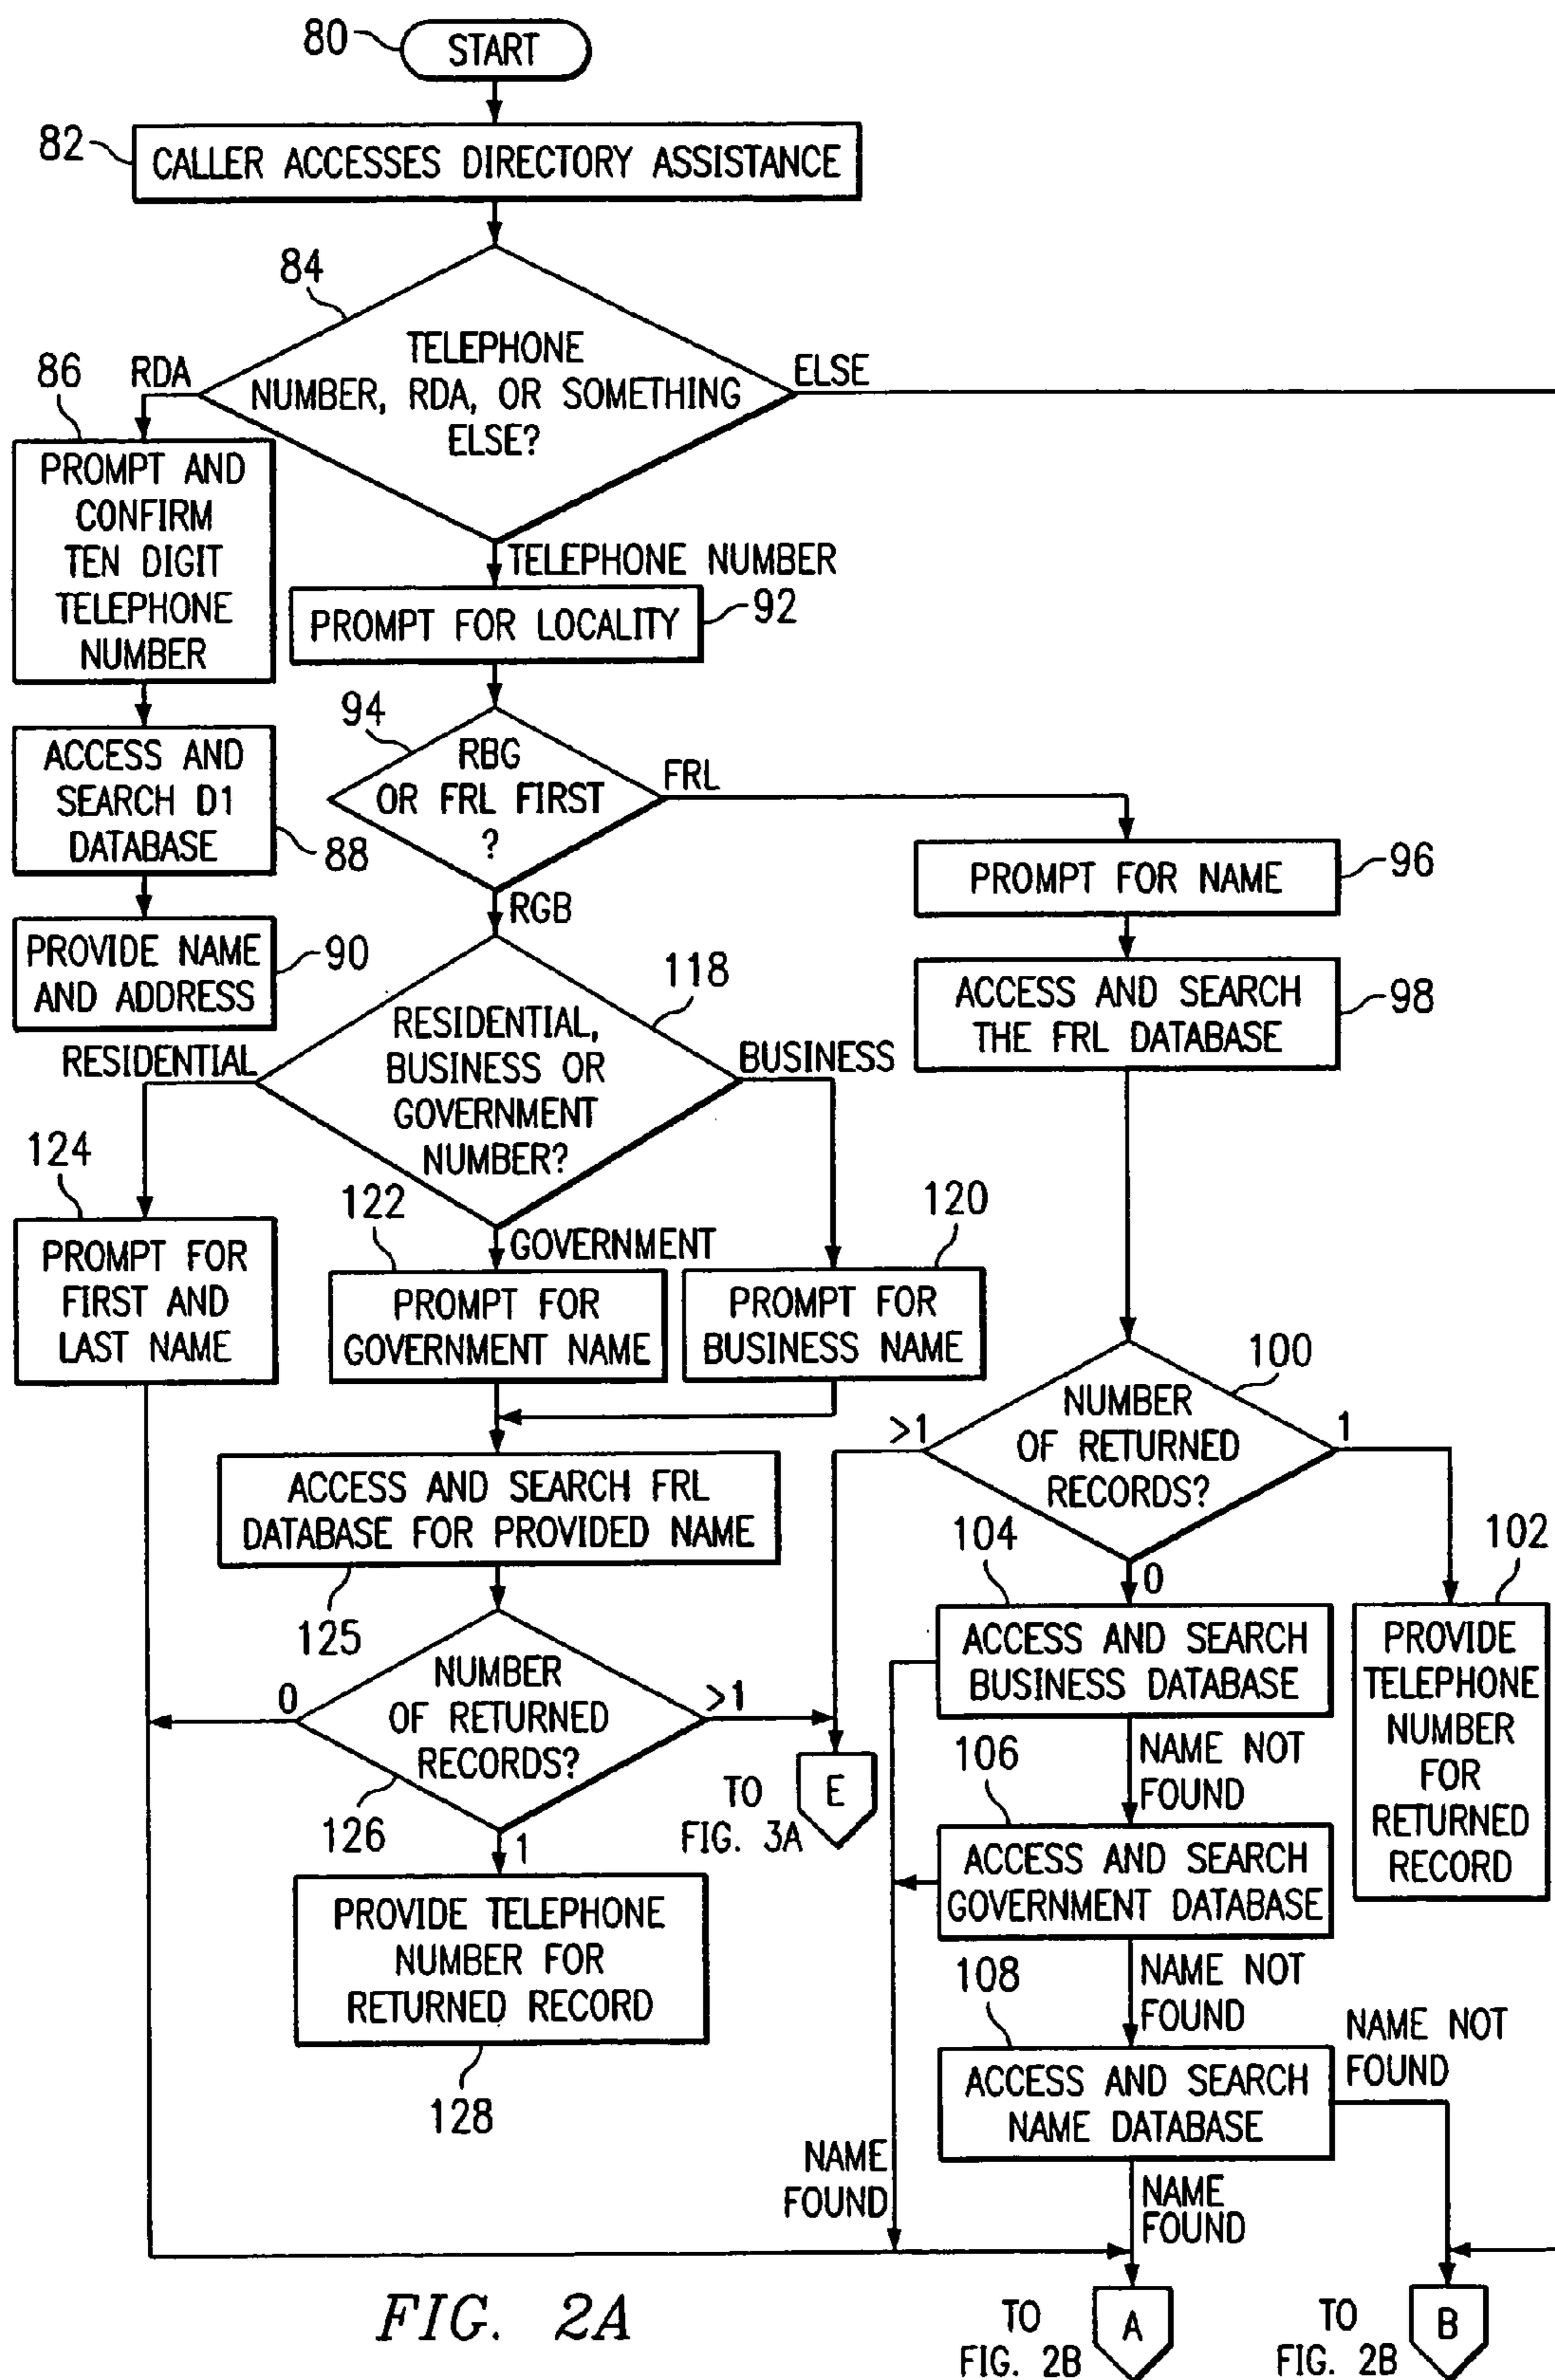 80
START
82
CALLER ACCESSES DIRECTORY ASSISTANCE
84
TELEPHONE
NUMBER, RDA, OR SOMETHING
ELSE?
RDA
ELSE
86
PROMPT AND
CONFIRM
TEN DIGIT
TELEPHONE
NUMBER
TELEPHONE NUMBER
PROMPT FOR LOCALITY
92
ACCESS AND
SEARCH D1
DATABASE
88
94
RBG
OR FRL FIRST
?
FRL
RGB
PROMPT FOR NAME
96
PROVIDE NAME
AND ADDRESS
90
ACCESS AND SEARCH
THE FRL DATABASE
98
118
RESIDENTIAL,
BUSINESS OR
GOVERNMENT
NUMBER?
RESIDENTIAL
BUSINESS
GOVERNMENT
124
PROMPT FOR
FIRST AND
LAST NAME
122
PROMPT FOR
GOVERNMENT NAME
120
PROMPT FOR
BUSINESS NAME
100
NUMBER
OF RETURNED
RECORDS?
>1
1
0
ACCESS AND SEARCH FRL
DATABASE FOR PROVIDED NAME
125
104
ACCESS AND SEARCH
BUSINESS DATABASE
102
PROVIDE
TELEPHONE
NUMBER
FOR
RETURNED
RECORD
NUMBER
OF RETURNED
RECORDS?
0
>1
126
1
TO
FIG. 3A
E
NAME NOT
FOUND
106
ACCESS AND SEARCH
GOVERNMENT DATABASE
PROVIDE TELEPHONE
NUMBER FOR
RETURNED RECORD
128
NAME NOT
FOUND
108
ACCESS AND SEARCH
NAME DATABASE
NAME NOT
FOUND
NAME
FOUND
NAME
FOUND
FIG. 2A
TO
FIG. 2B
A
TO
FIG. 2B
B